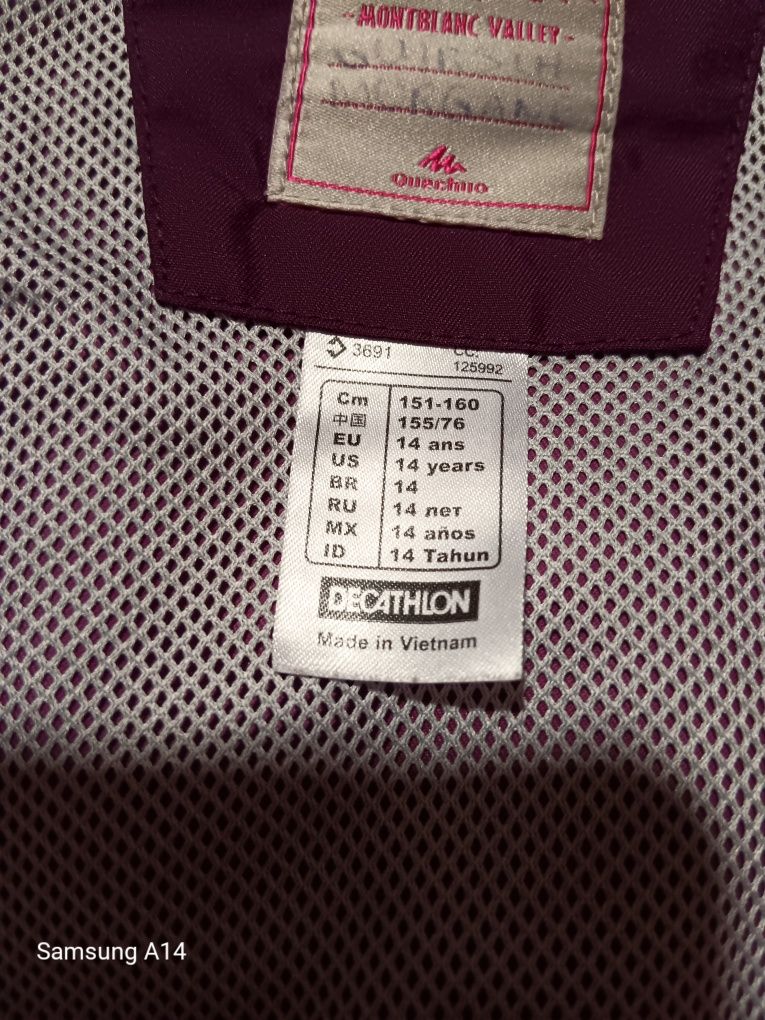 -MONTBLANC VALLEY-
Quechua
3691
CC:
125992
Cm 151-160
中国 155/76
EU 14 ans
US 14 years
BR 14
RU 14 лет
MX 14 años
ID 14 Tahun
DECATHLON
Made in Vietnam
Samsung A14